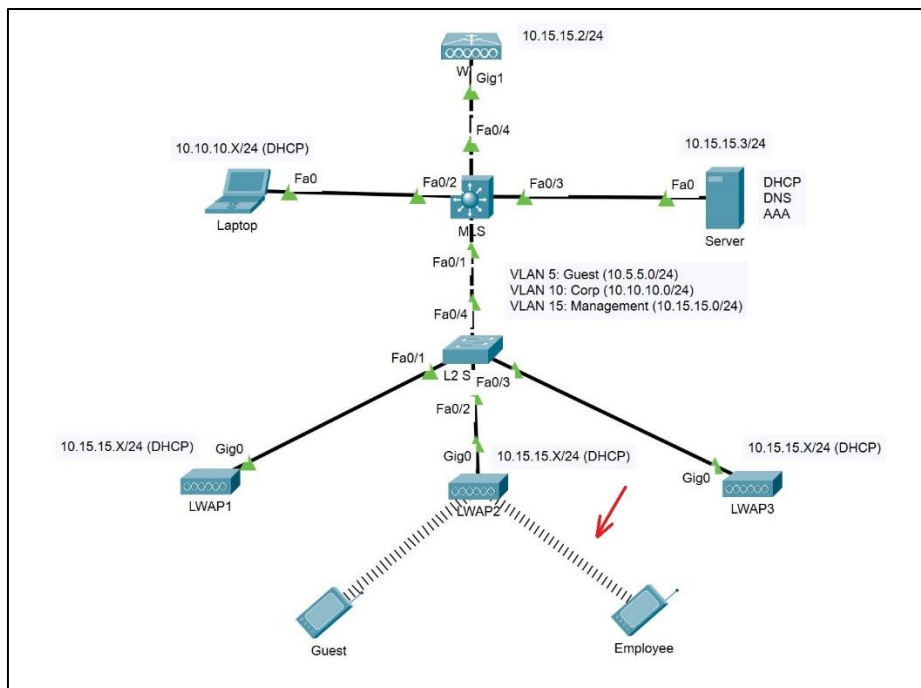 10.15.15.2/24
W
Gig1
Fa0/4
10.10.10.X/24 (DHCP)
10.15.15.3/24
Fa0
Fa0/2
Fa0/3
Fa0
DHCP
DNS
AAA
Laptop
MLS
Server
Fa0/1
VLAN 5: Guest (10.5.5.0/24)
VLAN 10: Corp (10.10.10.0/24)
VLAN 15: Management (10.15.15.0/24)
Fa0/4
Fa0/1
L2 S
Fa0/3
Fa0/2
10.15.15.X/24 (DHCP)
Gig0
Gig0
10.15.15.X/24 (DHCP)
10.15.15.X/24 (DHCP)
Gig0
LWAP1
LWAP2
LWAP3
Guest
Employee